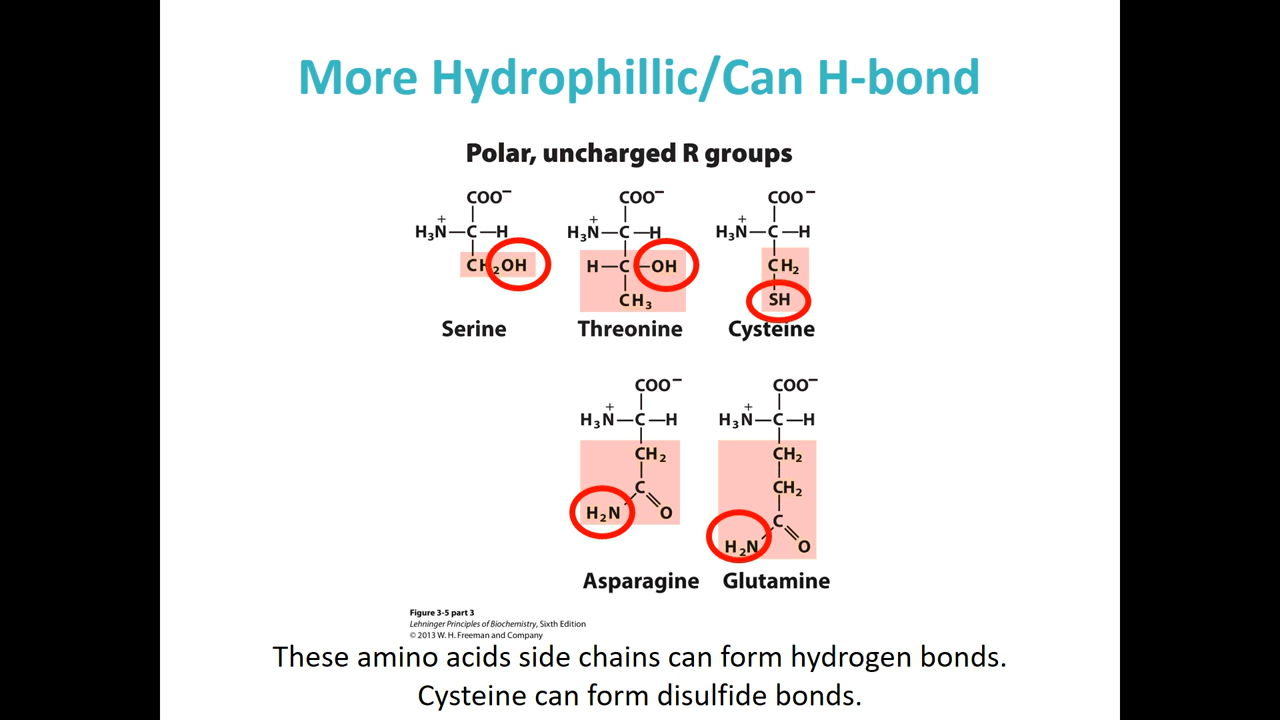 More Hydrophillic/Can H-bond
Polar, uncharged R groups
COO− COO− COO−
H3N+—C—H H3N+—C—H H3N+—C—H
CH2OH H—C—OH CH2
CH3 SH
Serine Threonine Cysteine
COO− COO−
H3N+—C—H H3N+—C—H
CH2 CH2
C CH2
H2N O C
H2N O
Asparagine Glutamine
Figure 3-5 part 3
Lehninger Principles of Biochemistry, Sixth Edition
© 2013 W. H. Freeman and Company
These amino acids side chains can form hydrogen bonds.
Cysteine can form disulfide bonds.